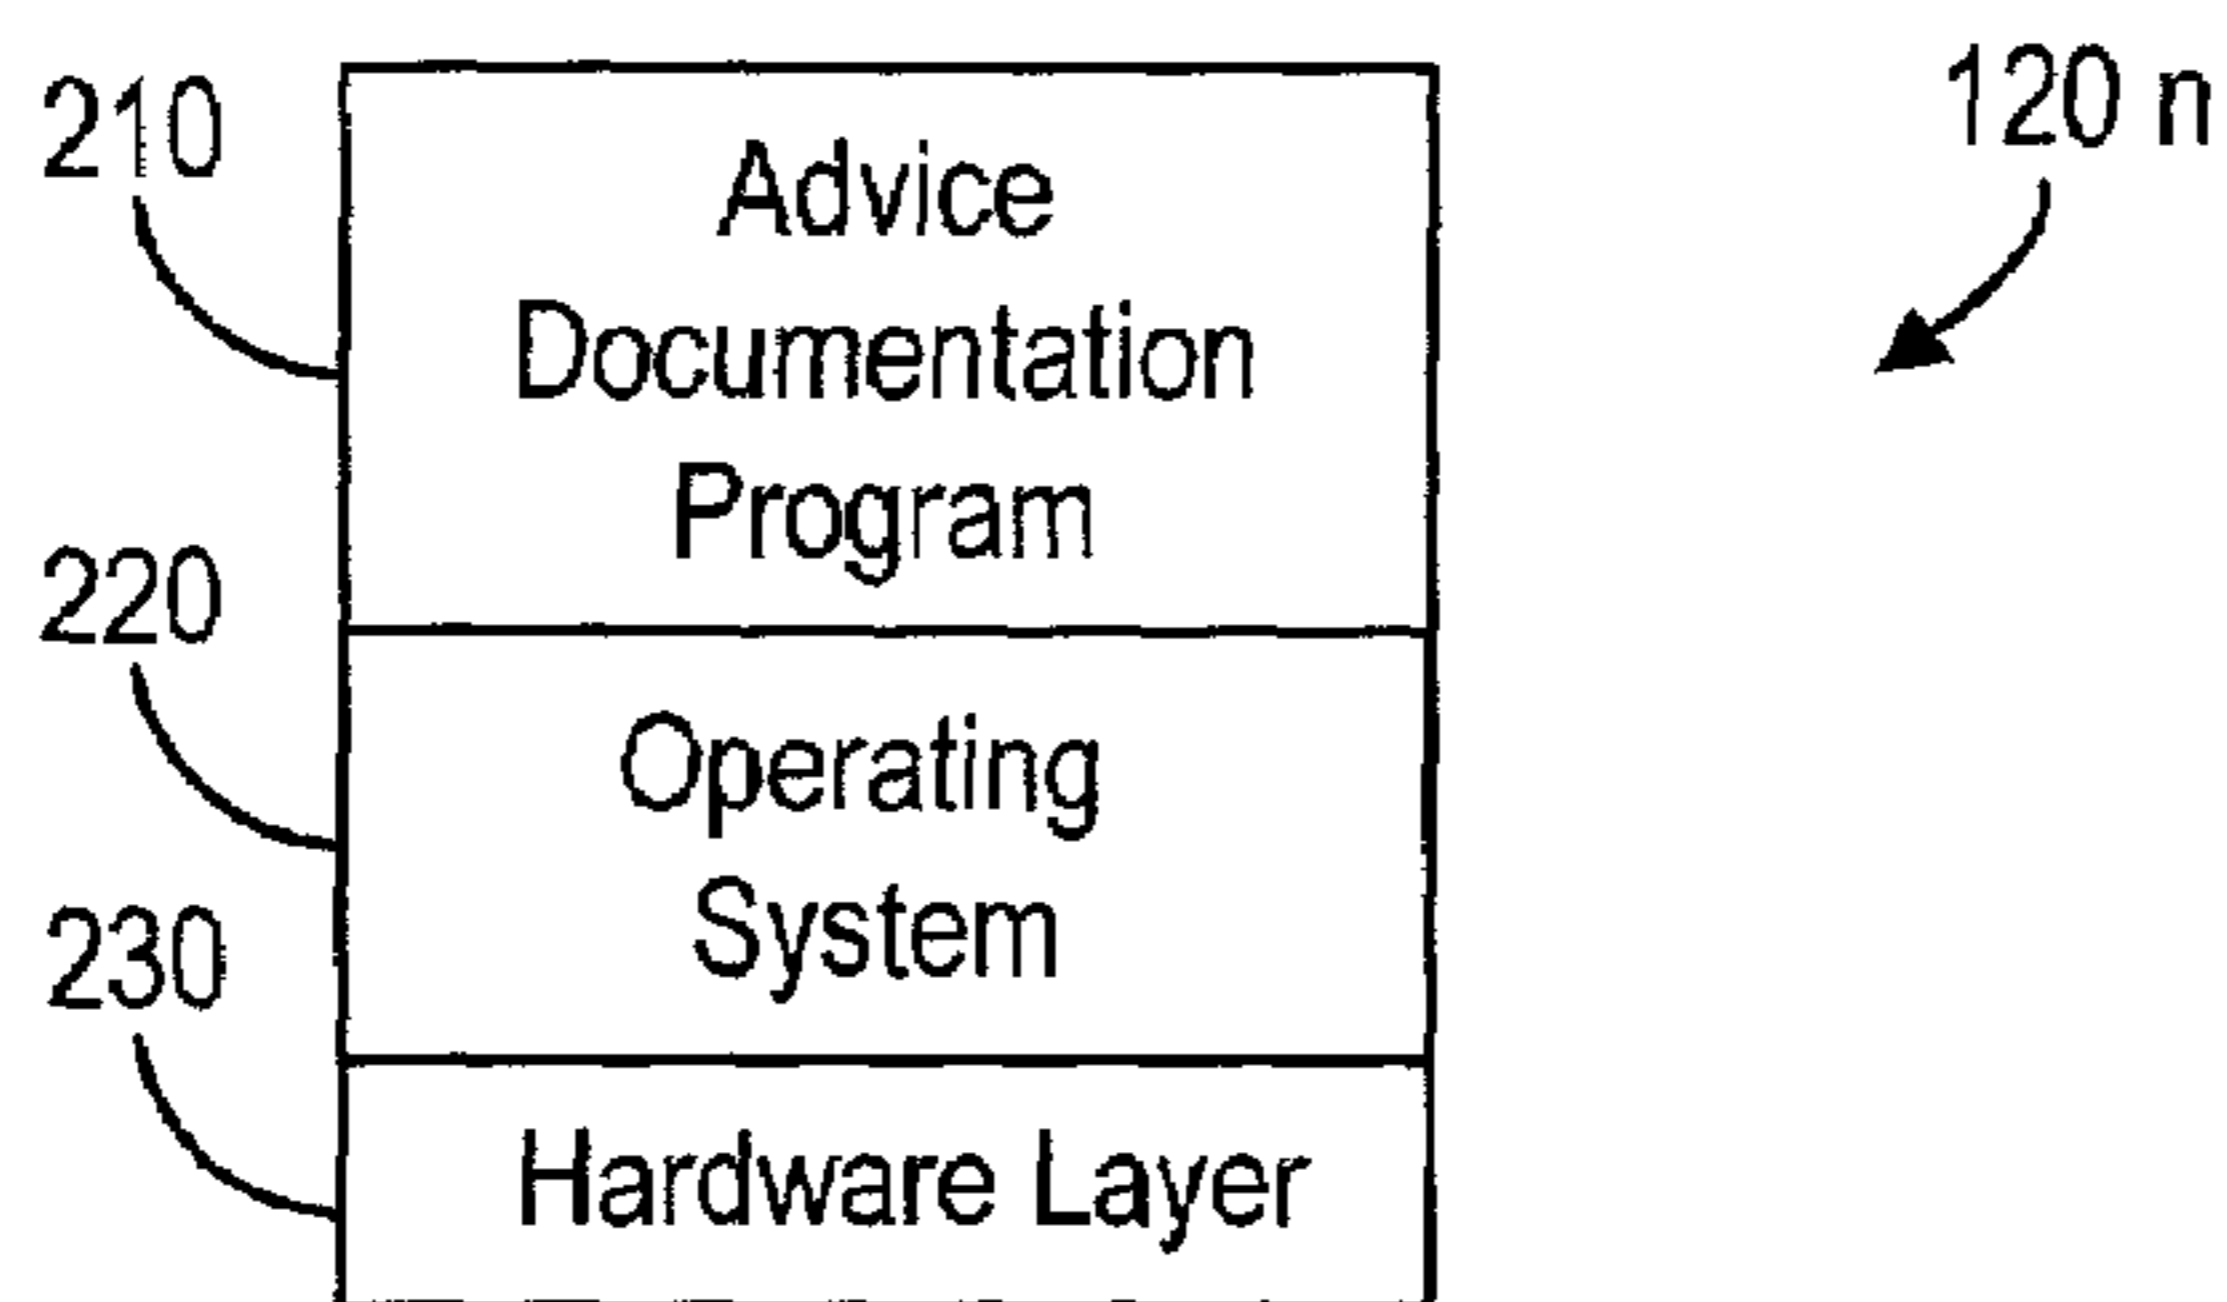 210
120 n
Advice
Documentation
Program
220
Operating
System
230
Hardware Layer